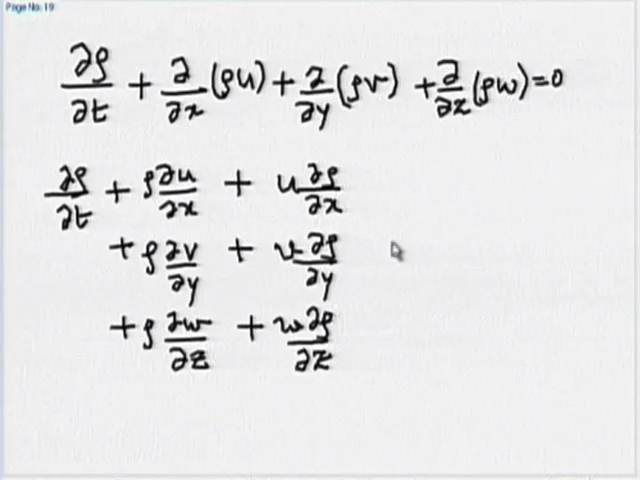 Page No: 19
∂ρ/∂t + ∂/∂x (ρu) + ∂/∂y (ρv) + ∂/∂z (ρw) = 0
∂ρ/∂t + ρ ∂u/∂x + u ∂ρ/∂x
+ ρ ∂v/∂y + v ∂ρ/∂y
+ ρ ∂w/∂z + w ∂ρ/∂z